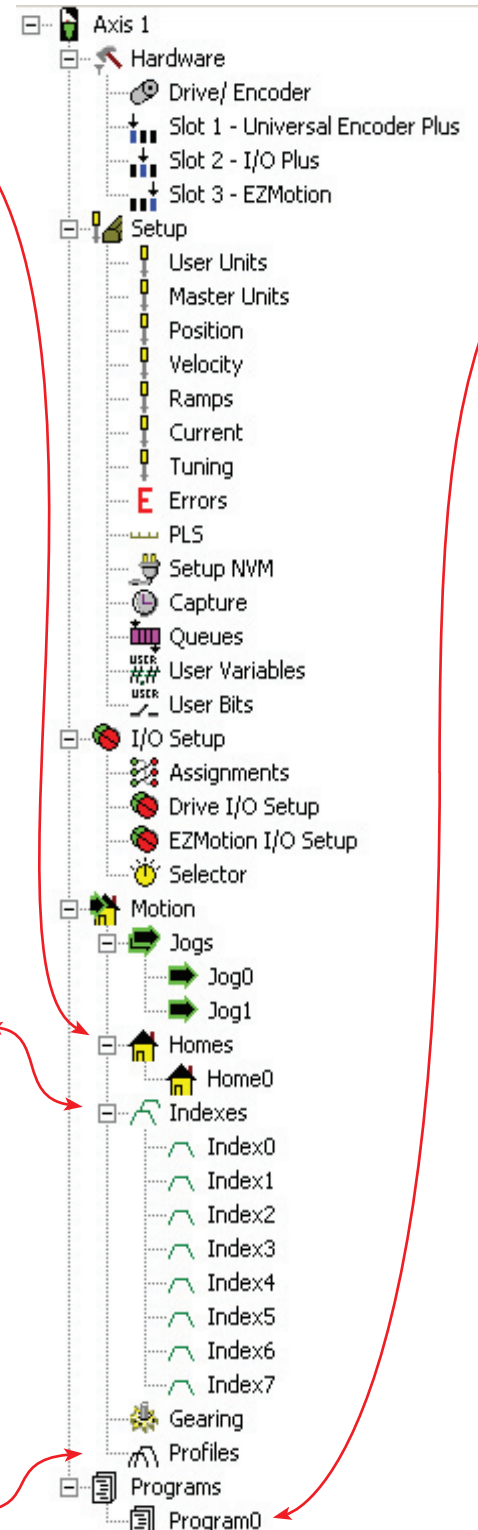 Axis 1
Hardware
Drive/ Encoder
Slot 1 - Universal Encoder Plus
Slot 2 - I/O Plus
Slot 3 - EZMotion
Setup
User Units
Master Units
Position
Velocity
Ramps
Current
Tuning
E Errors
PLS
Setup NVM
Capture
Queues
USER
#.# User Variables
USER
User Bits
I/O Setup
Assignments
Drive I/O Setup
EZMotion I/O Setup
Selector
Motion
Jogs
Jog0
Jog1
Homes
Home0
Indexes
Index0
Index1
Index2
Index3
Index4
Index5
Index6
Index7
Gearing
Profiles
Programs
Program0